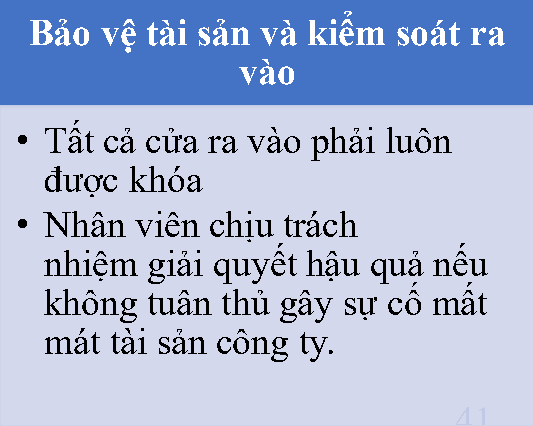 Bảo vệ tài sản và kiểm soát ra
vào
• Tất cả cửa ra vào phải luôn
được khóa
• Nhân viên chịu trách
nhiệm giải quyết hậu quả nếu
không tuân thủ gây sự cố mất
mát tài sản công ty.
41